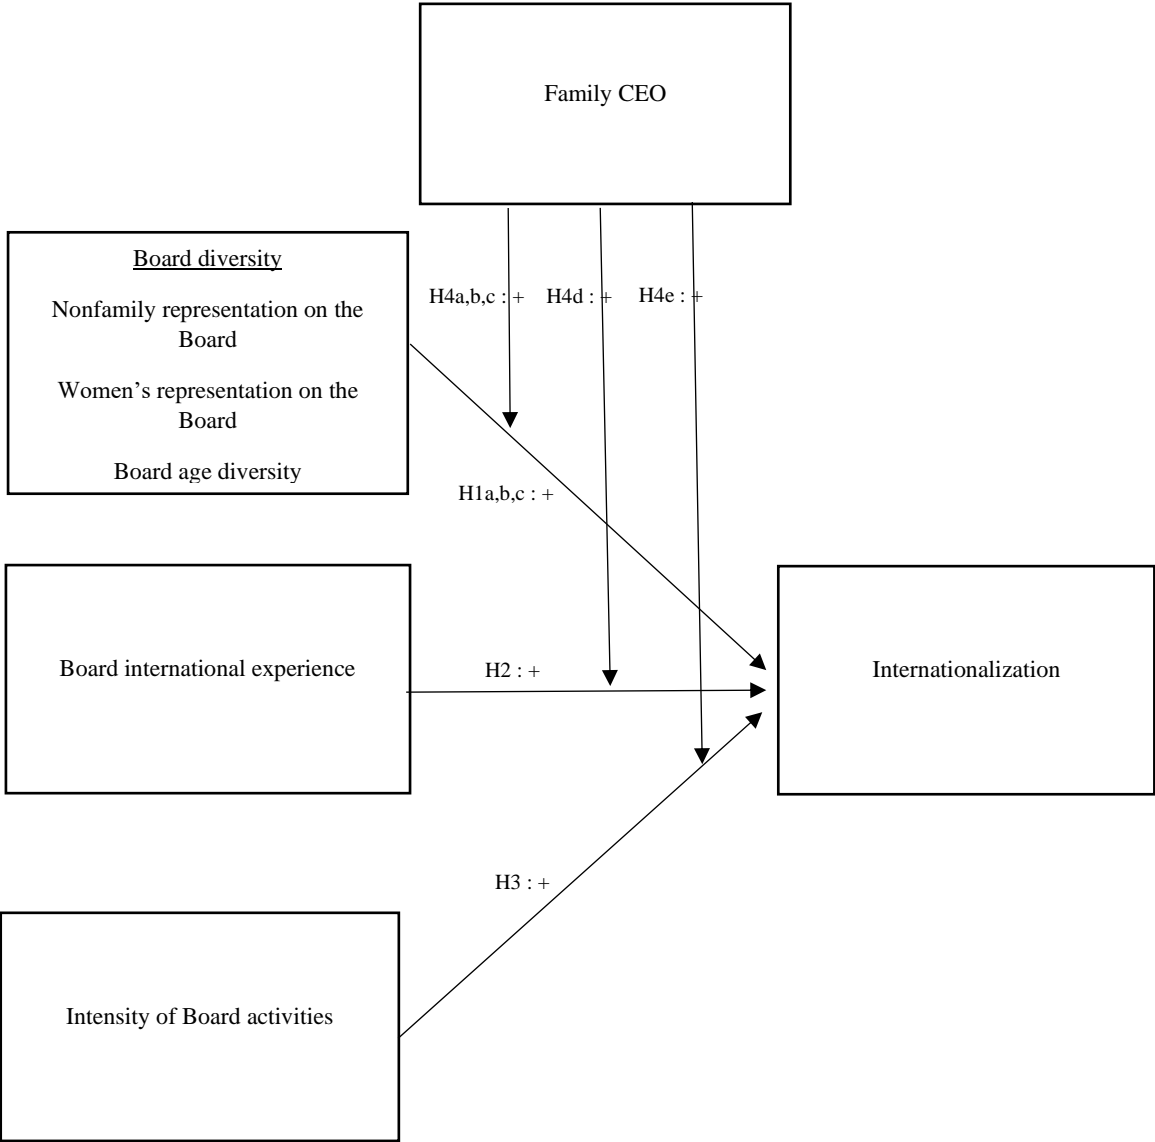 Family CEO
Board diversity
Nonfamily representation on the
Board
Women’s representation on the
Board
Board age diversity
H4a,b,c : +
H4d : +
H4e : +
H1a,b,c : +
Board international experience
H2 : +
Internationalization
H3 : +
Intensity of Board activities